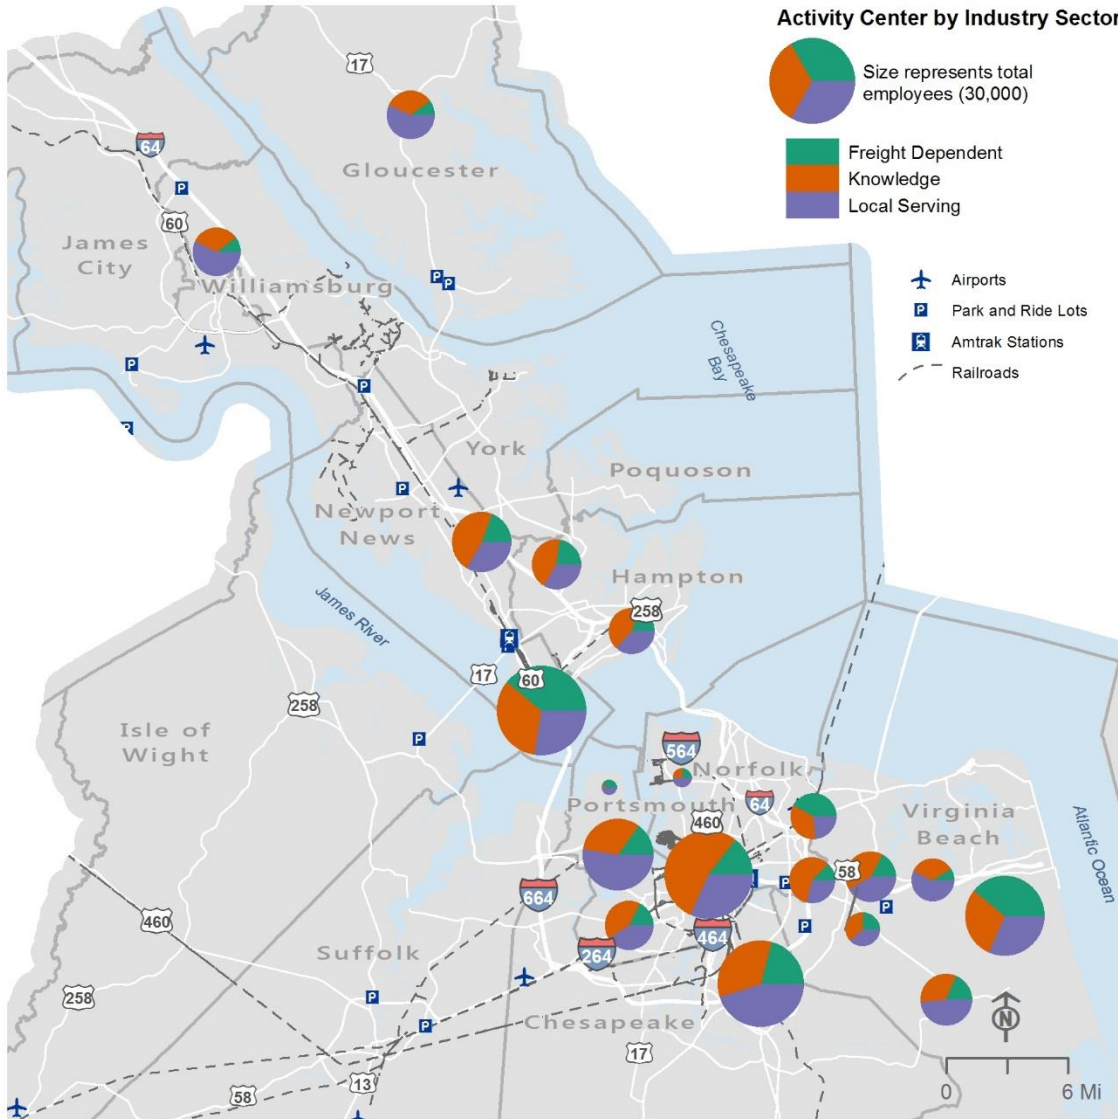 Activity Center by Industry Sector
Size represents total
employees (30,000)
Freight Dependent
Knowledge
Local Serving
Airports
Park and Ride Lots
Amtrak Stations
Railroads
17
64
Gloucester
60
James
City
Williamsburg
Chesapeake
Bay
York
Poquoson
Newport
News
Hampton
James River
258
17
60
258
Isle of
Wight
564
Norfolk
64
Portsmouth
460
Virginia
Beach
Atlantic Ocean
58
664
460
464
Suffolk
264
258
Chesapeake
N
17
13
58
0
6 Mi
P
P
P
P
P
P
P
P
P
P
P
P
P
P